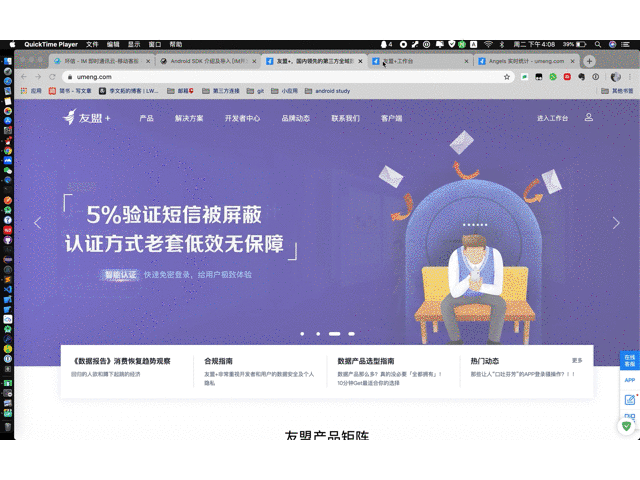 QuickTime Player 文件 编辑 显示 窗口 帮助
4
周二下午4:08 39%
环信 - IM 即时通讯云-移动客服
Android SDK 介绍及导入 [IM开
友盟+，国内领先的第三方全域数
友盟+工作台
Angels 实时统计 - umeng.com
umeng.com
应用 简书 - 写文章 李文拓的博客 | LW... 邮箱 第三方连接 git 小应用 android study 其他书签
友盟+
产品 解决方案 开发者中心 品牌动态 联系我们 客户端 进入工作台
5%验证短信被屏蔽
认证方式老套低效无保障
智能认证 快速免密登录，给用户极致体验
在线客服
APP
《数据报告》消费恢复趋势观察
回归的人欲和蹲下起跳的经济
合规指南
友盟+非常重视开发者和用户的数据安全及个人
隐私
数据产品选型指南
数据产品那么多？真的没必要「全都拥有」！
10分钟Get最适合你的选择
热门动态 更多
那些让人“口吐芬芳”的APP登录骚操作？！！
友盟产品矩阵